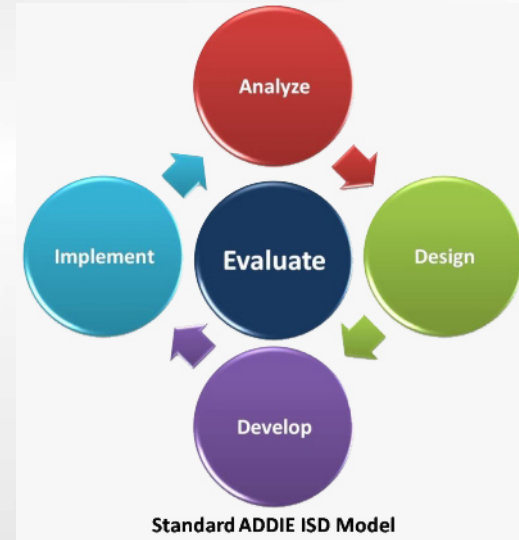 Analyze
Implement
Evaluate
Design
Develop
Standard ADDIE ISD Model